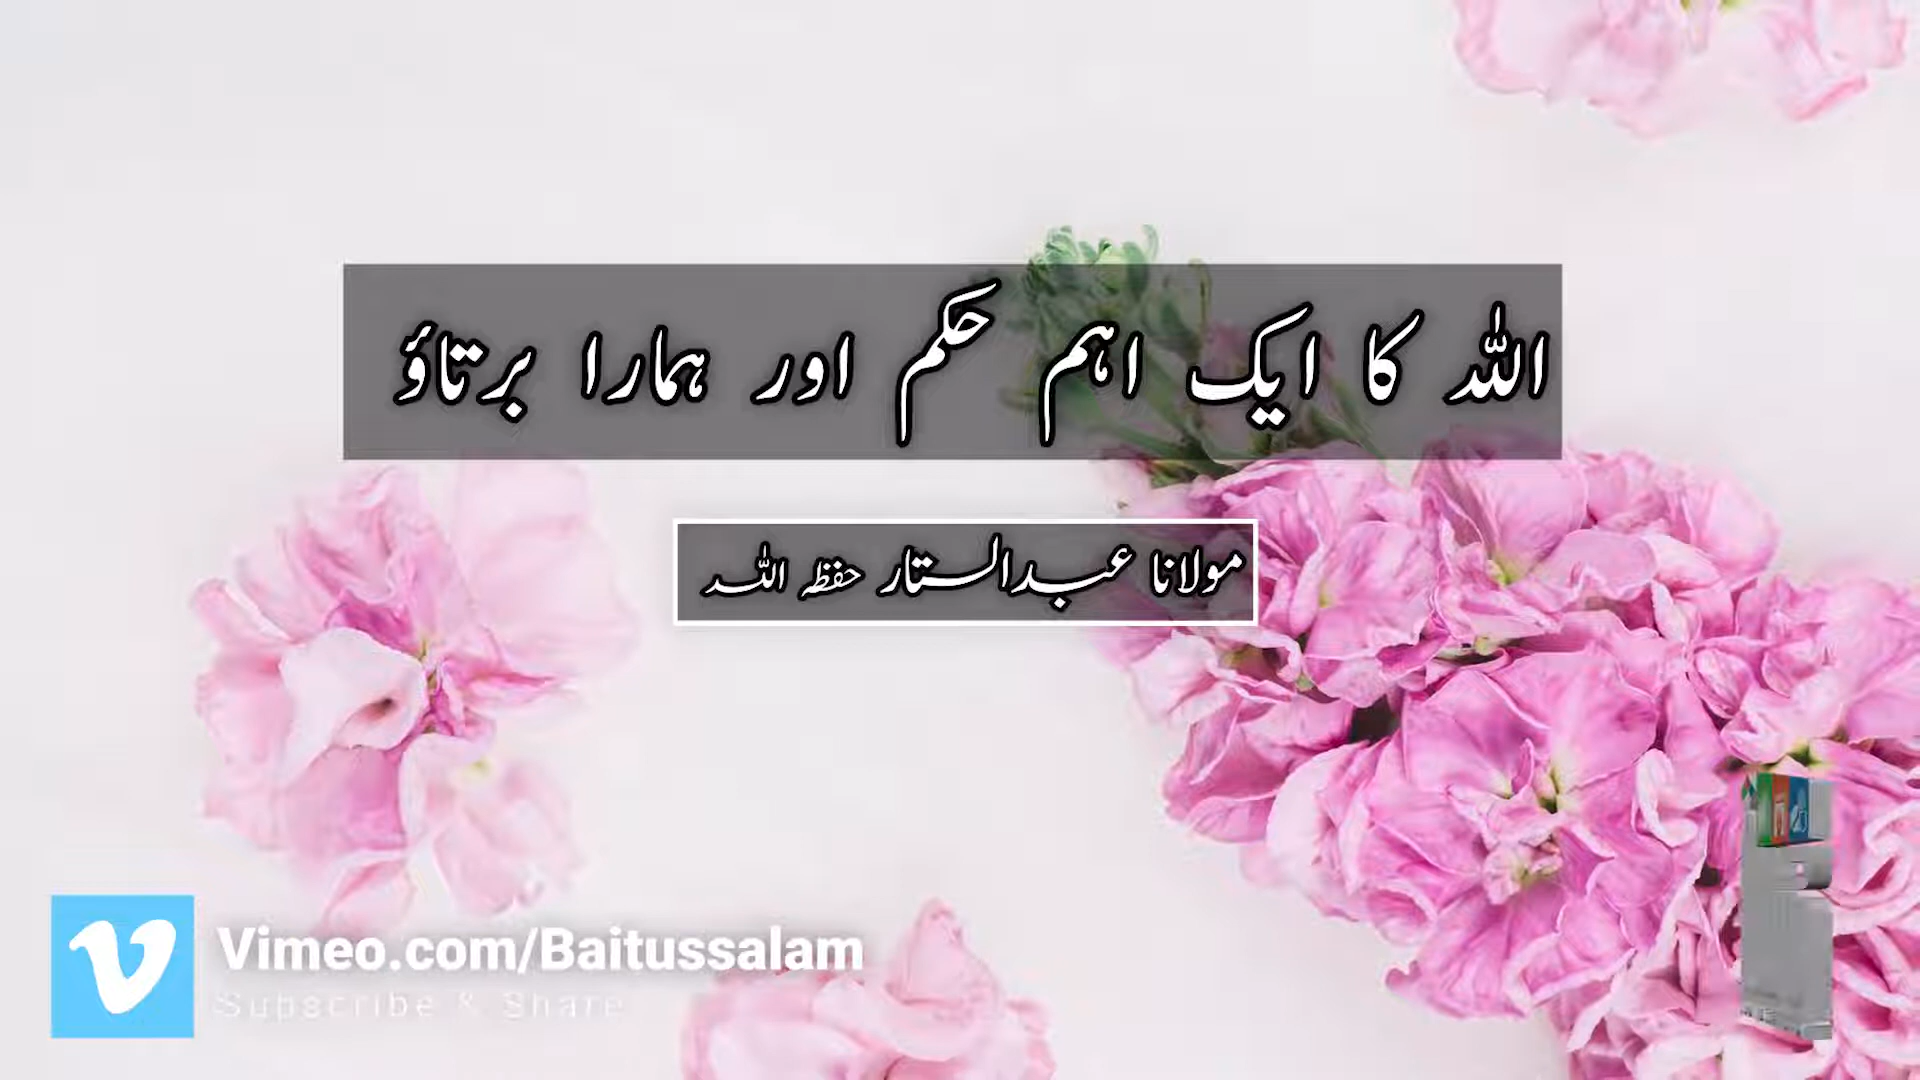 اللہ کا ایک اہم حکم اور ہمارا برتاؤ
مولانا عبدالستار حفظہ اللہ
Vimeo.com/Baitussalam
Subscribe & Share